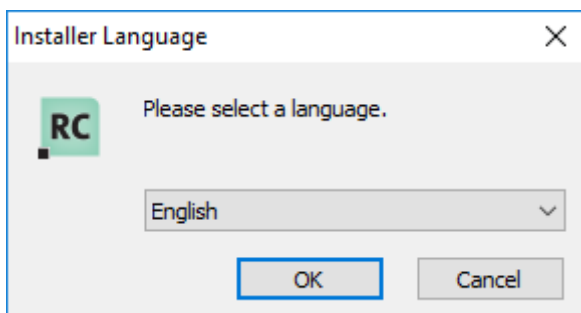 Installer Language
RC
Please select a language.
English
OK
Cancel